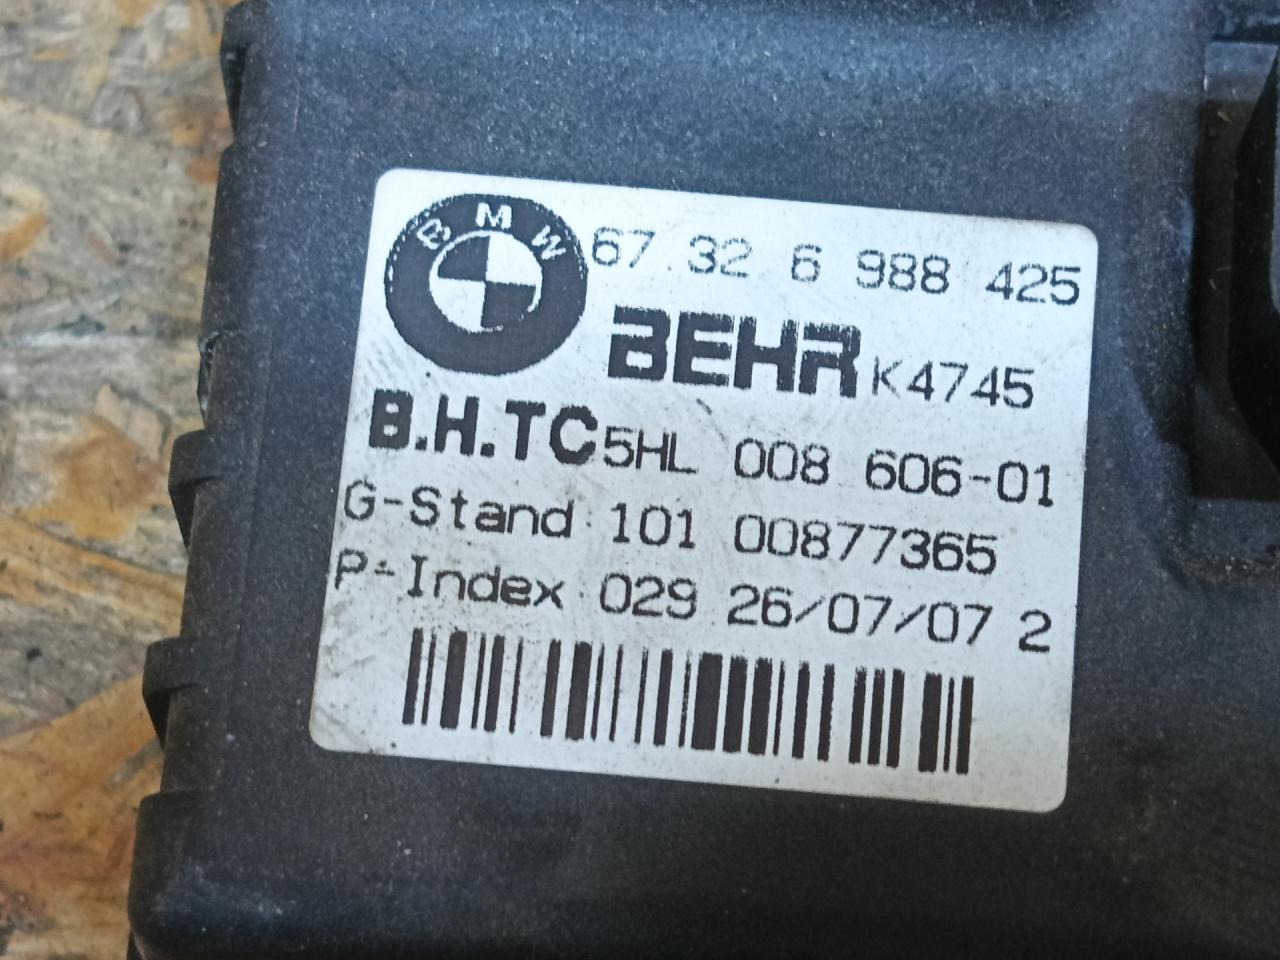 BMW 67 32 6 988 425
BEHR K4745
B.H.TC 5HL 008 606-01
G-Stand 101 00877365
P-Index 029 26/07/07 2